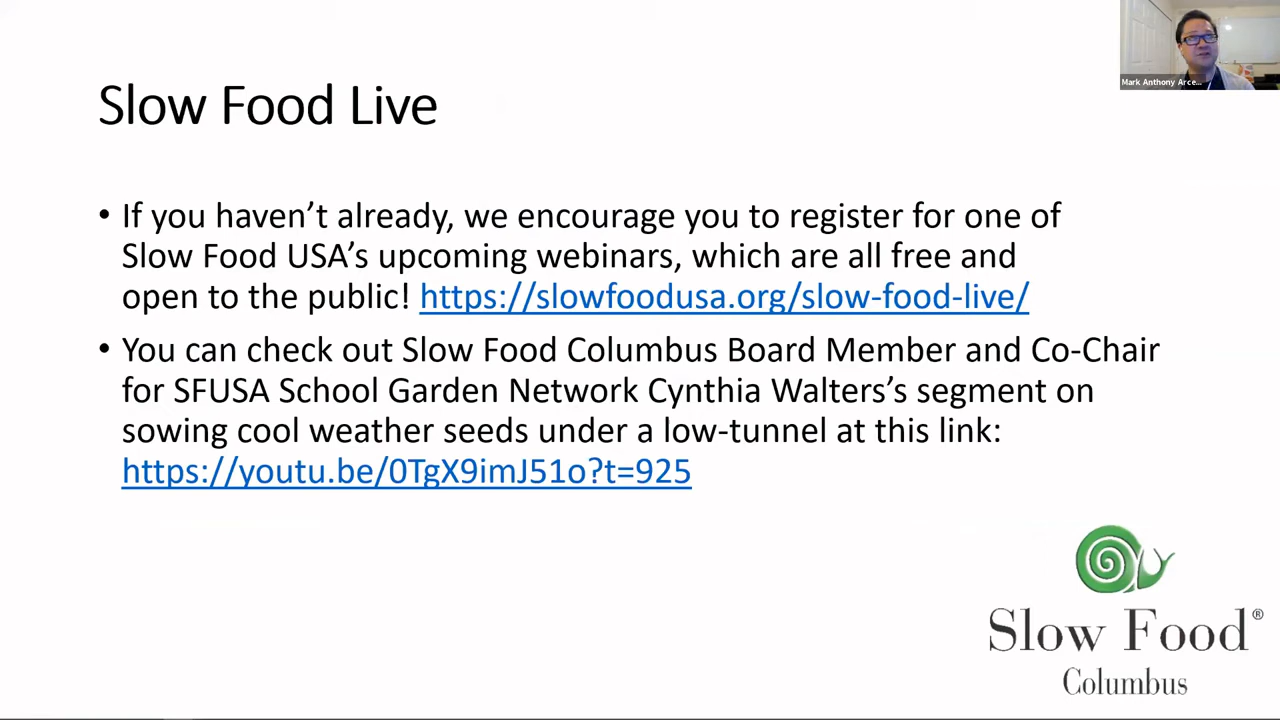 Mark Anthony Arce...
Slow Food Live
• If you haven’t already, we encourage you to register for one of
Slow Food USA’s upcoming webinars, which are all free and
open to the public! https://slowfoodusa.org/slow-food-live/
• You can check out Slow Food Columbus Board Member and Co-Chair
for SFUSA School Garden Network Cynthia Walters’s segment on
sowing cool weather seeds under a low-tunnel at this link:
https://youtu.be/0TgX9imJ51o?t=925
Slow Food®
Columbus